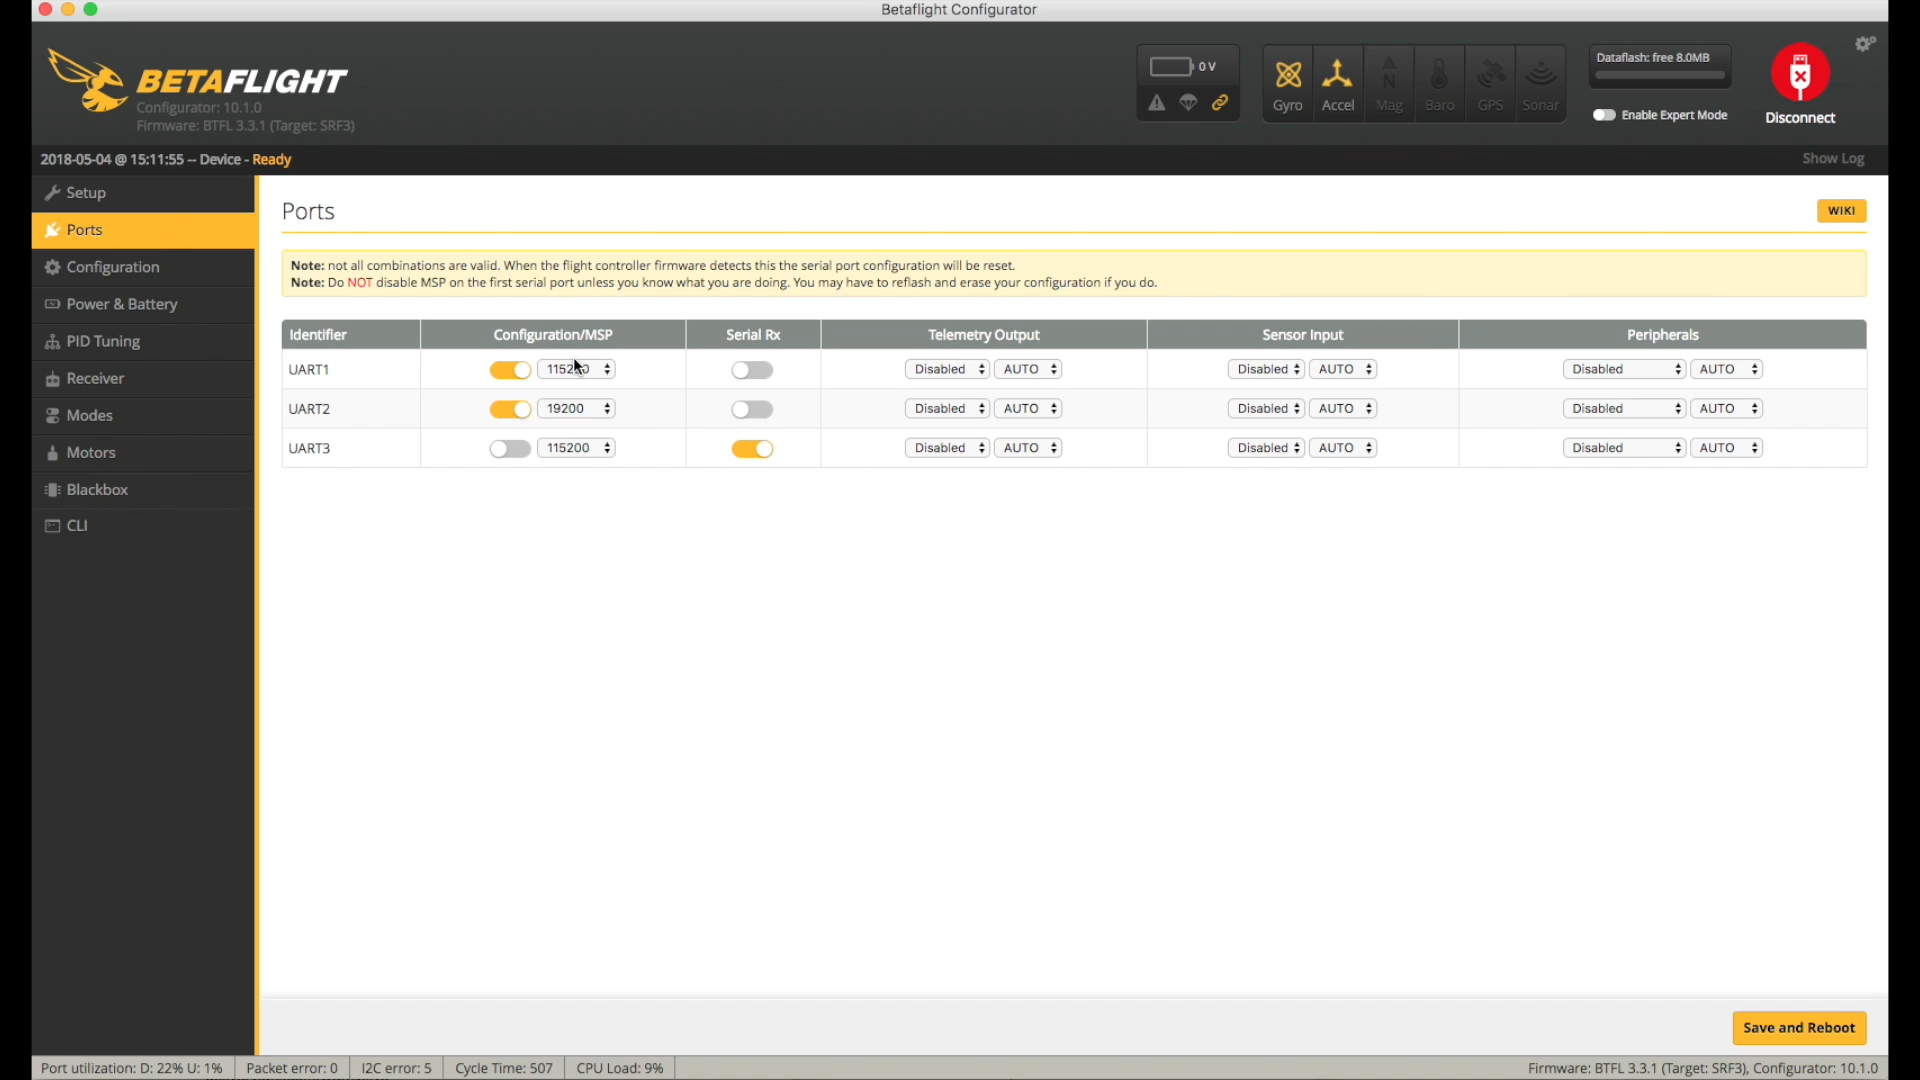 Betaflight Configurator
BETAFLIGHT
Configurator: 10.1.0
Firmware: BTFL 3.3.1 (Target: SRF3)
0 V
Gyro
Accel
Mag
Baro
GPS
Sonar
Dataflash: free 8.0MB
Enable Expert Mode
Disconnect
2018-05-04 @ 15:11:55 -- Device - Ready
Show Log
Setup
Ports
Configuration
Power & Battery
PID Tuning
Receiver
Modes
Motors
Blackbox
CLI
Ports
WIKI
Note: not all combinations are valid. When the flight controller firmware detects this the serial port configuration will be reset.
Note: Do NOT disable MSP on the first serial port unless you know what you are doing. You may have to reflash and erase your configuration if you do.
Identifier Configuration/MSP Serial Rx Telemetry Output Sensor Input Peripherals
UART1 115200 Disabled AUTO Disabled AUTO Disabled AUTO
UART2 19200 Disabled AUTO Disabled AUTO Disabled AUTO
UART3 115200 Disabled AUTO Disabled AUTO Disabled AUTO
Save and Reboot
Port utilization: D: 22% U: 1% Packet error: 0 I2C error: 5 Cycle Time: 507 CPU Load: 9% Firmware: BTFL 3.3.1 (Target: SRF3), Configurator: 10.1.0